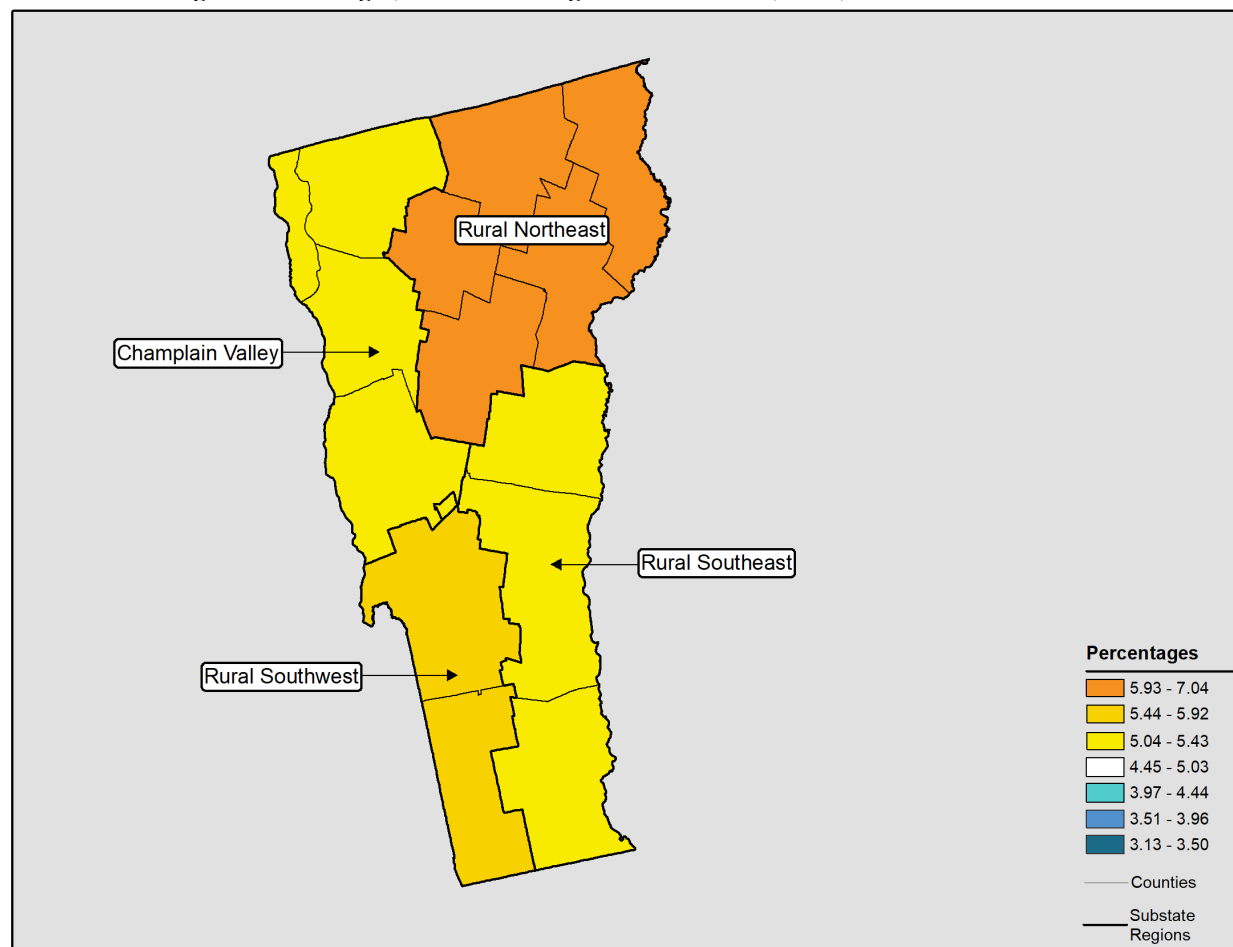 Rural Northeast
Champlain Valley
Rural Southeast
Rural Southwest
Percentages
5.93 - 7.04
5.44 - 5.92
5.04 - 5.43
4.45 - 5.03
3.97 - 4.44
3.51 - 3.96
3.13 - 3.50
Counties
Substate
Regions